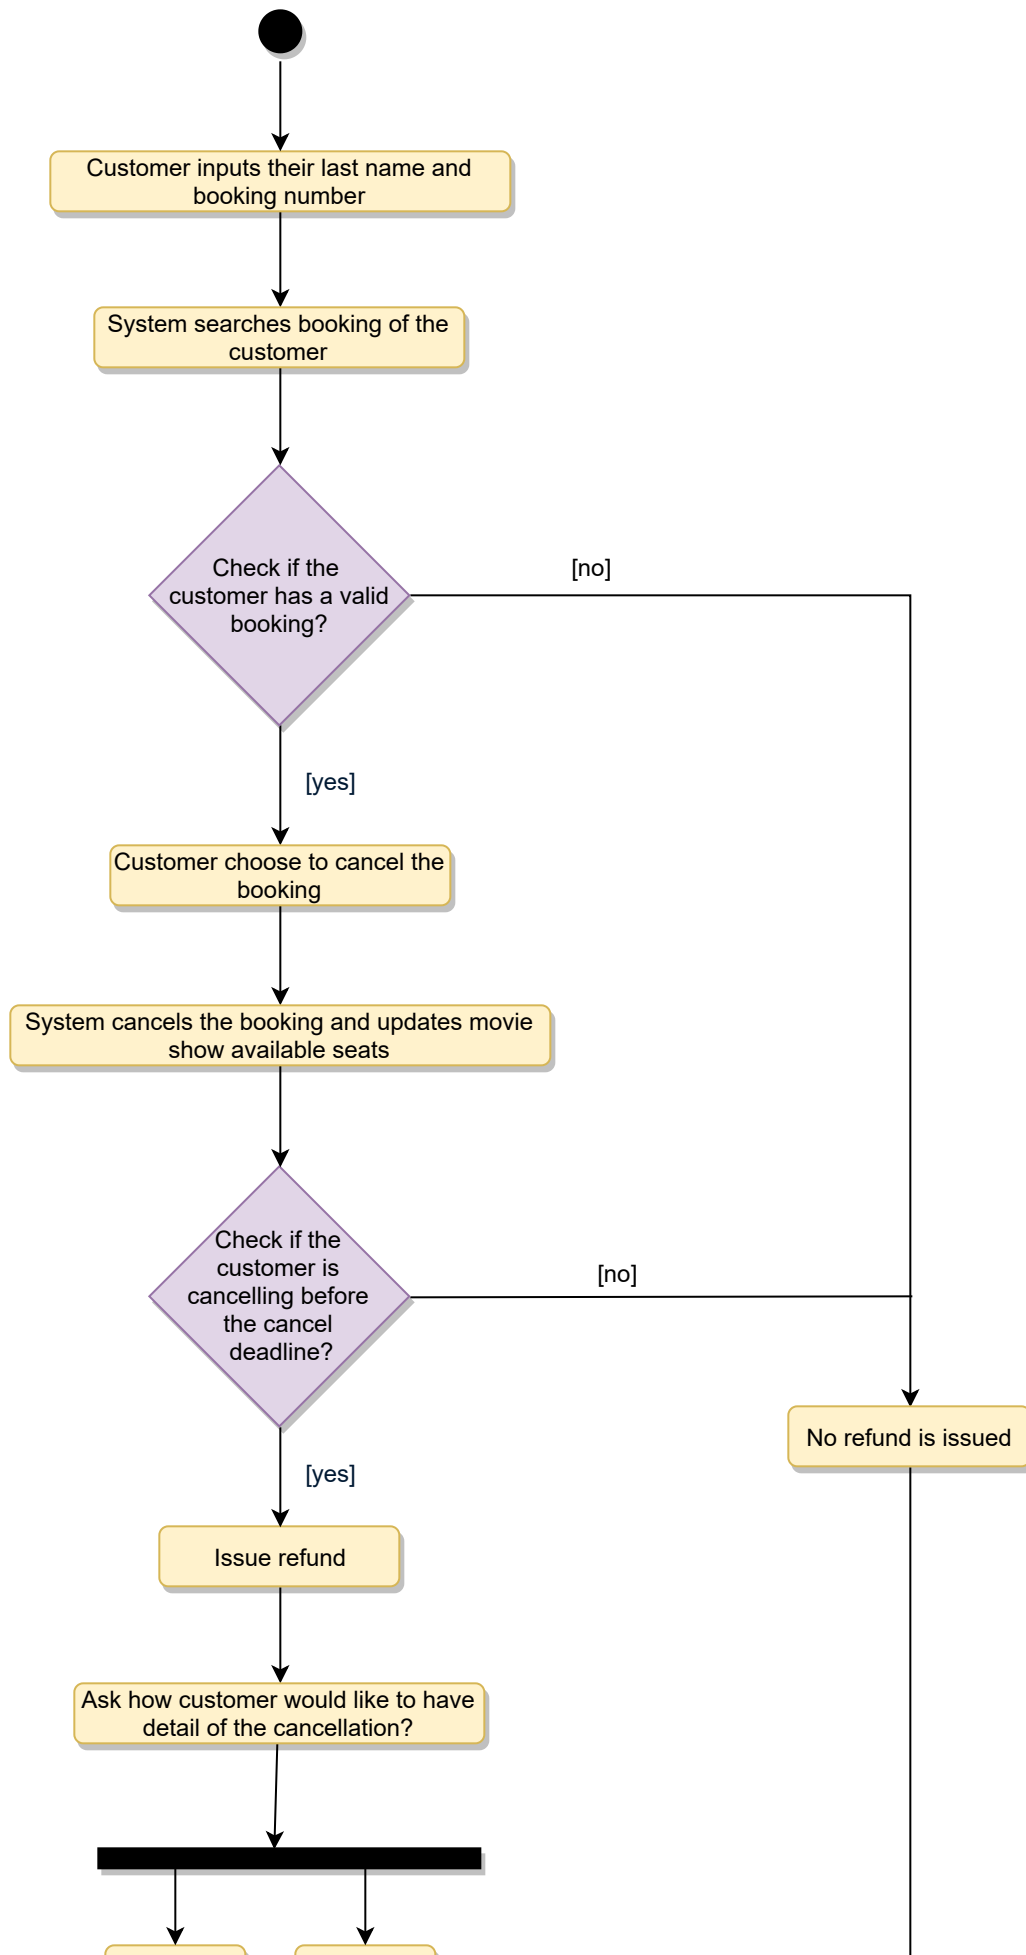 Customer inputs their last name and
booking number
System searches booking of the
customer
Check if the
customer has a valid
booking?
[no]
[yes]
Customer choose to cancel the
booking
System cancels the booking and updates movie
show available seats
Check if the
customer is
cancelling before
the cancel
deadline?
[no]
No refund is issued
[yes]
Issue refund
Ask how customer would like to have
detail of the cancellation?